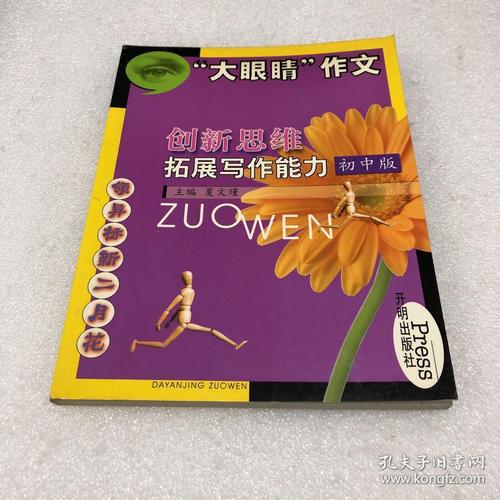 “大眼睛”作文
创新思维
拓展写作能力 初中版
主编 夏文瑾
ZUOWEN
领异标新二月花
开明出版社
Press
DAYANJING ZUOWEN
孔夫子旧书网
www.kongfz.com